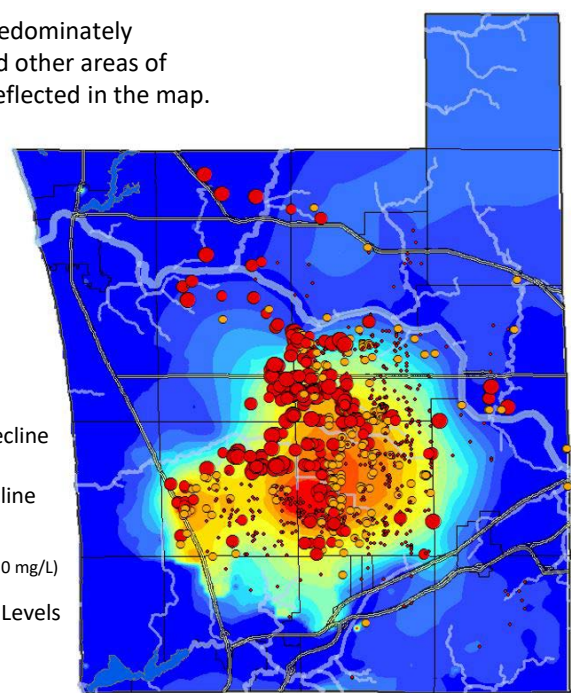 edominately
d other areas of
eflected in the map.
ecline
line
0 mg/L)
Levels